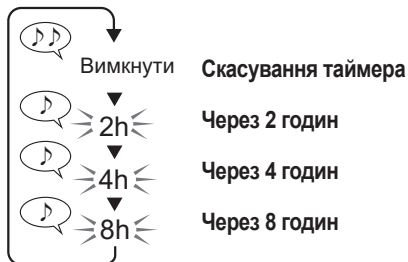 Вимкнути Скасування таймера
2h Через 2 годин
4h Через 4 годин
8h Через 8 годин